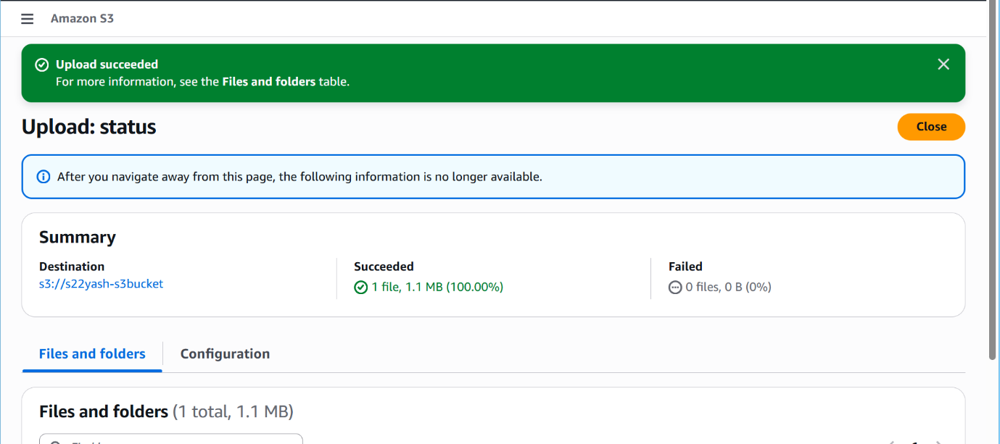 Amazon S3
Upload succeeded
For more information, see the Files and folders table.
Upload: status
Close
After you navigate away from this page, the following information is no longer available.
Summary
Destination
s3://s22yash-s3bucket
Succeeded
1 file, 1.1 MB (100.00%)
Failed
0 files, 0 B (0%)
Files and folders
Configuration
Files and folders (1 total, 1.1 MB)